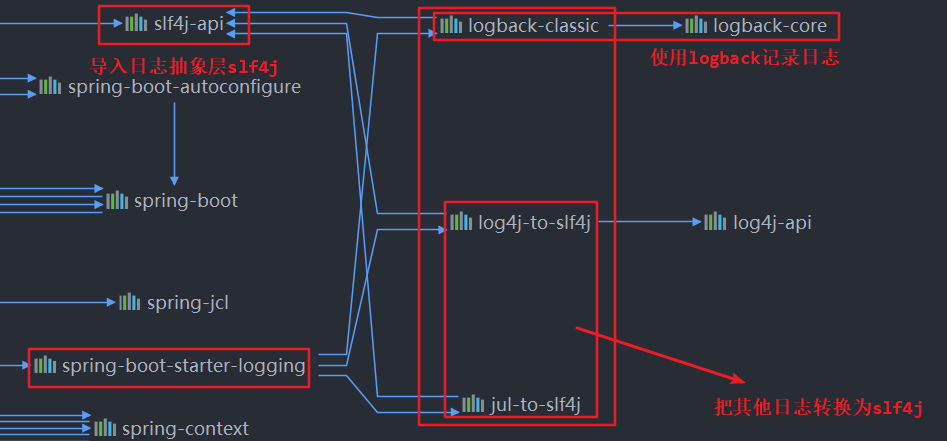 slf4j-api
logback-classic
logback-core
导入日志抽象层slf4j
使用logback记录日志
spring-boot-autoconfigure
spring-boot
log4j-to-slf4j
log4j-api
spring-jcl
spring-boot-starter-logging
jul-to-slf4j
把其他日志转换为slf4j
spring-context